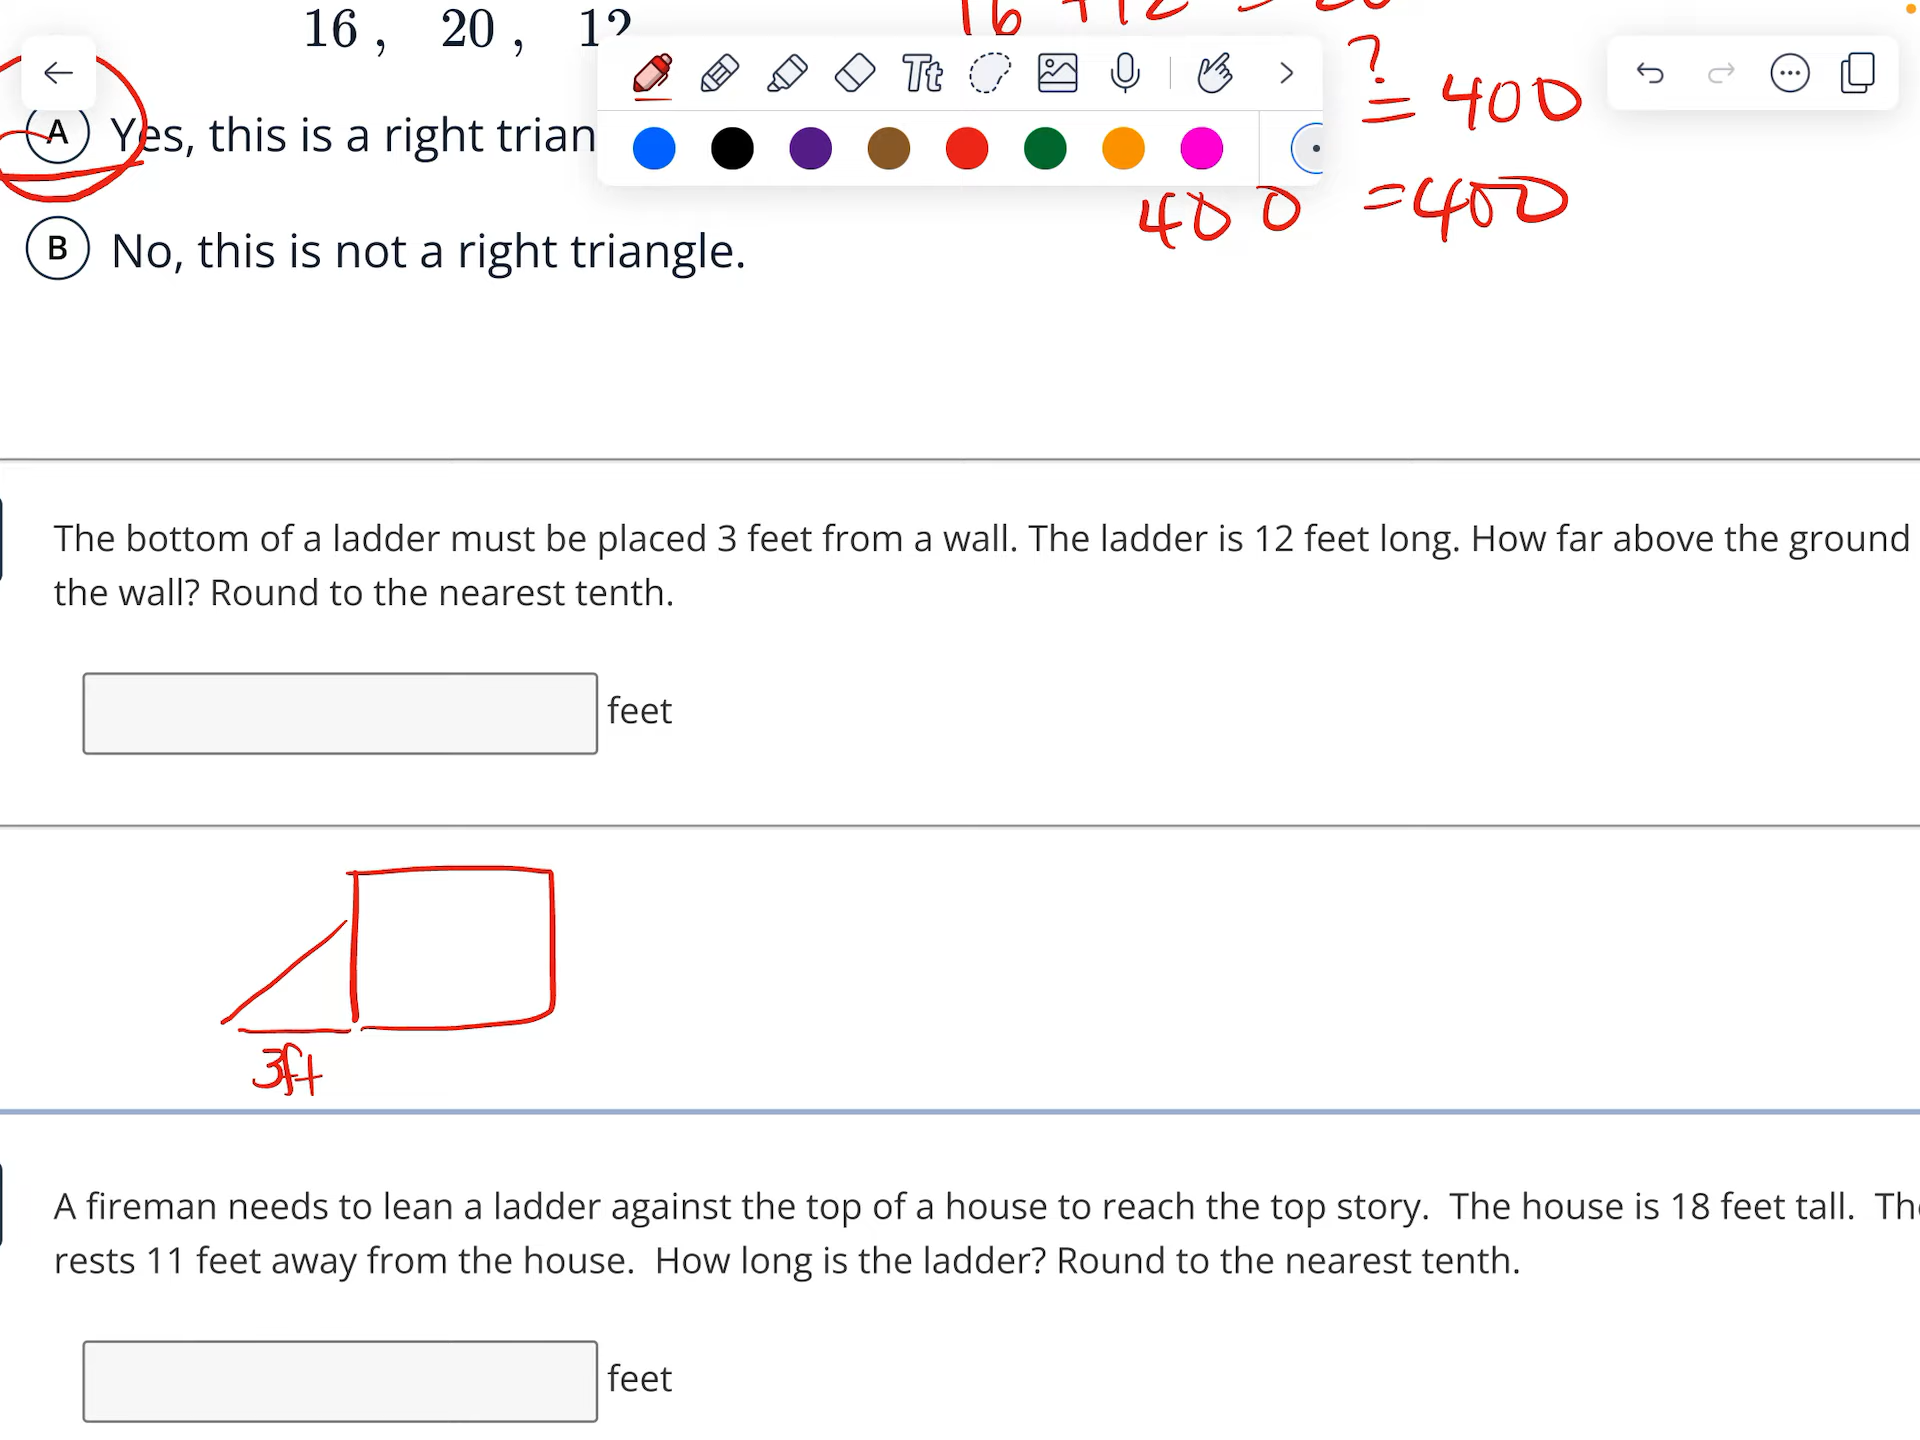 16 , 20 , 12
Tt
? = 400
A Yes, this is a right trian
400 = 400
B No, this is not a right triangle.
The bottom of a ladder must be placed 3 feet from a wall. The ladder is 12 feet long. How far above the ground
the wall? Round to the nearest tenth.
feet
3ft
A fireman needs to lean a ladder against the top of a house to reach the top story. The house is 18 feet tall. The
rests 11 feet away from the house. How long is the ladder? Round to the nearest tenth.
feet